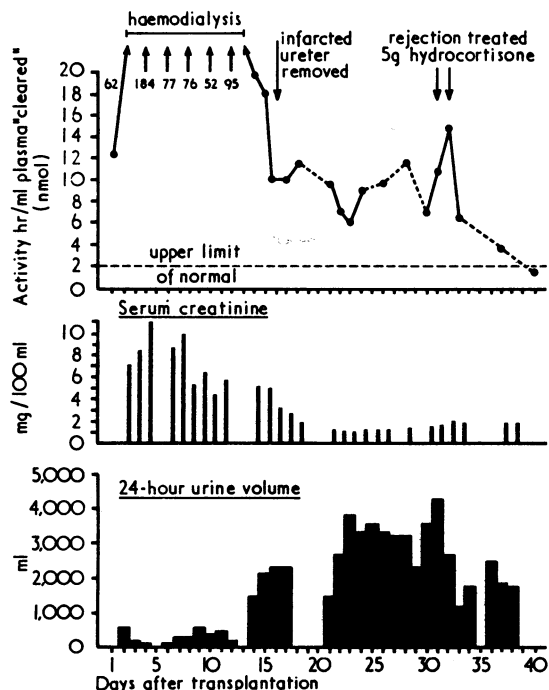 haemodialysis
infarcted
ureter
removed
rejection treated
5g hydrocortisone
62 184 77 76 52 95
Activity hr/ml plasma "cleared"
(nmol)
20
18
16
14
12
10
8
6
4
2
0
upper limit
of normal
Serum creatinine
mg/100 ml
10
8
6
4
2
0
24-hour urine volume
ml
5,000
4,000
3,000
2,000
1,000
0
1 5 10 15 20 25 30 35 40
Days after transplantation